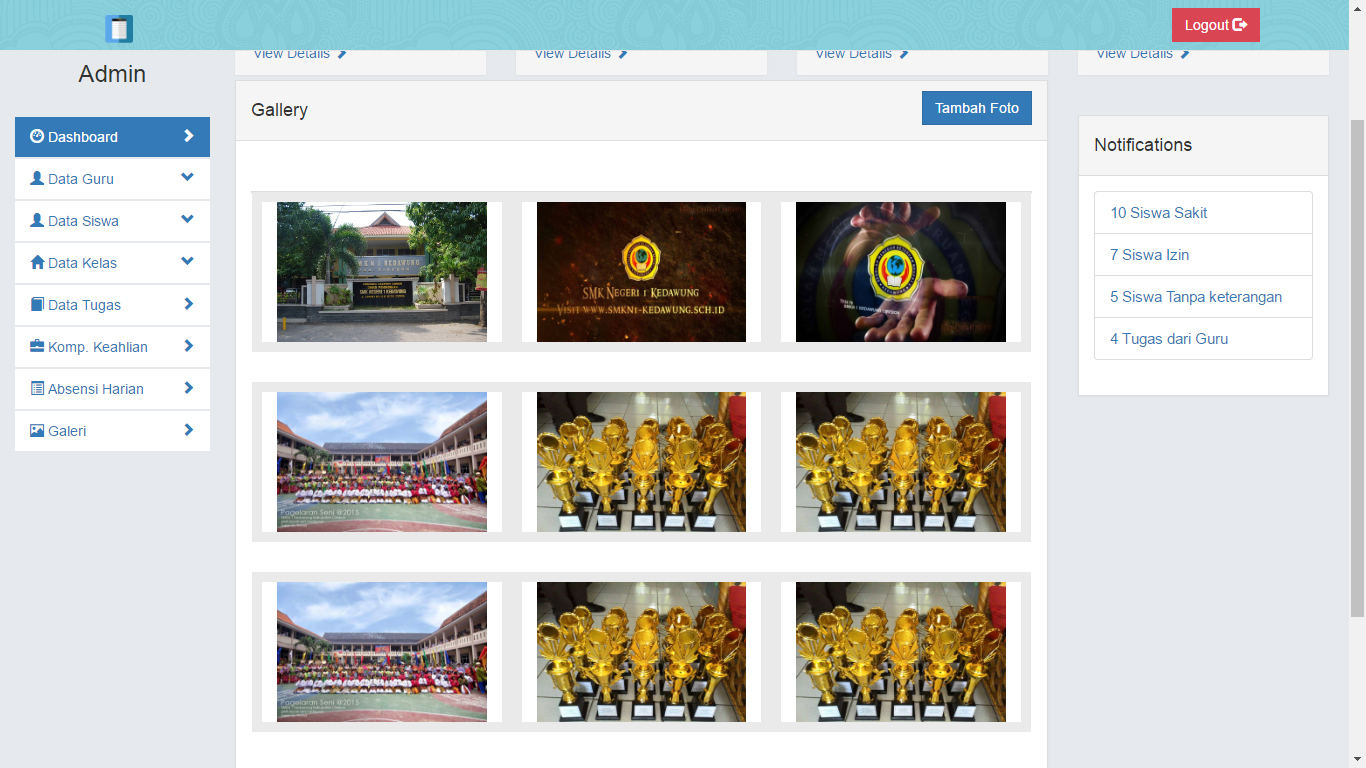 Logout
View Details
View Details
View Details
View Details
Admin
Dashboard
Data Guru
Data Siswa
Data Kelas
Data Tugas
Komp. Keahlian
Absensi Harian
Galeri
Gallery
Tambah Foto
SMK NEGERI 1 KEDAWUNG
SMK NEGERI 1 KEDAWUNG
VISIT WWW.SMKN1-KEDAWUNG.SCH.ID
Pagelaran Seni @2015
Pagelaran Seni @2015
Notifications
10 Siswa Sakit
7 Siswa Izin
5 Siswa Tanpa keterangan
4 Tugas dari Guru